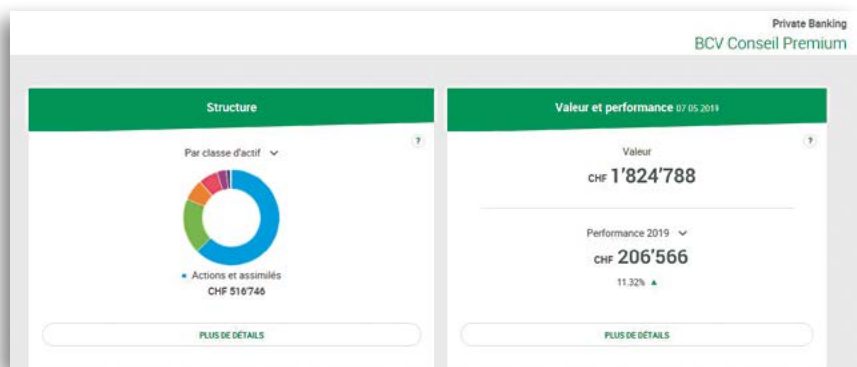 Private Banking
BCV Conseil Premium
Structure
?
Par classe d'actif
Actions et assimilés
CHF 516'746
PLUS DE DÉTAILS
Valeur et performance 07.05.2019
?
Valeur
CHF 1'824'788
Performance 2019
CHF 206'566
11.32% ▲
PLUS DE DÉTAILS